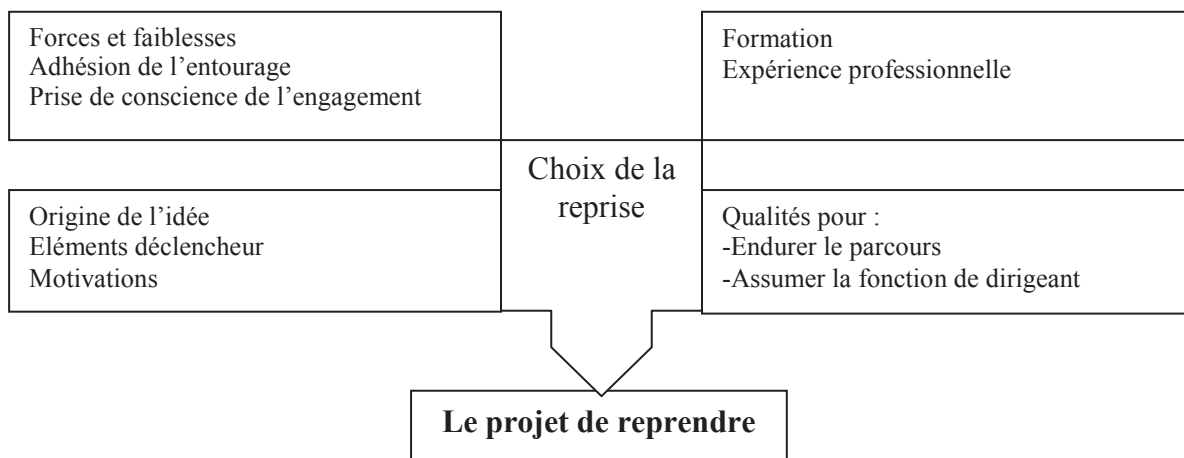 Forces et faiblesses
Adhésion de l’entourage
Prise de conscience de l’engagement
Formation
Expérience professionnelle
Choix de la
reprise
Origine de l’idée
Eléments déclencheur
Motivations
Qualités pour :
-Endurer le parcours
-Assumer la fonction de dirigeant
Le projet de reprendre